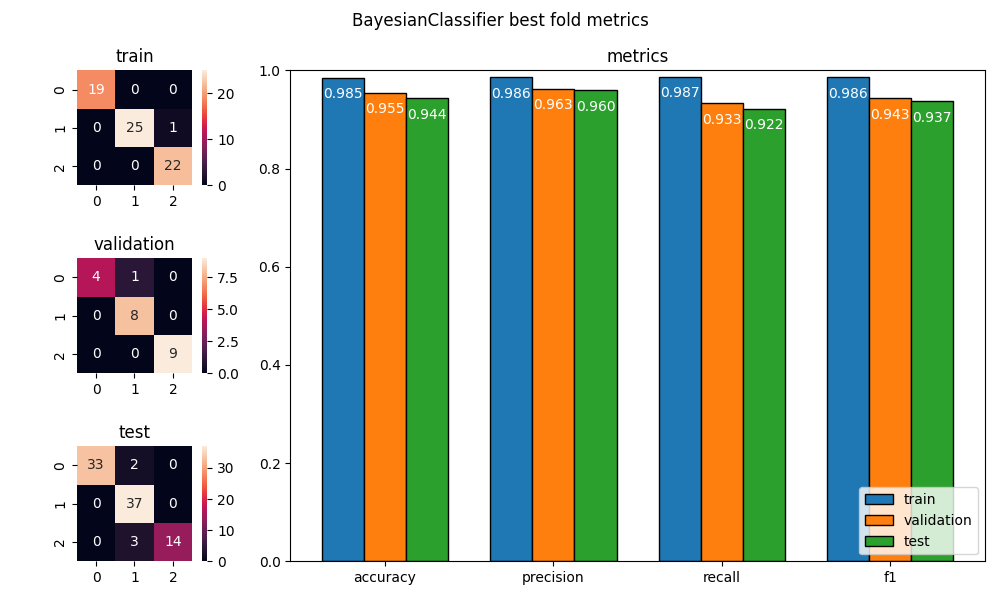 BayesianClassifier best fold metrics
train
0 19 0 0
1 0 25 1
2 0 0 22
0 1 2
20
10
0
validation
0 4 1 0
1 0 8 0
2 0 0 9
0 1 2
7.5
5.0
2.5
0.0
test
0 33 2 0
1 0 37 0
2 0 3 14
0 1 2
30
20
10
0
metrics
1.0
0.8
0.6
0.4
0.2
0.0
0.985 0.955 0.944
0.986 0.963 0.960
0.987 0.933 0.922
0.986 0.943 0.937
accuracy precision recall f1
train
validation
test